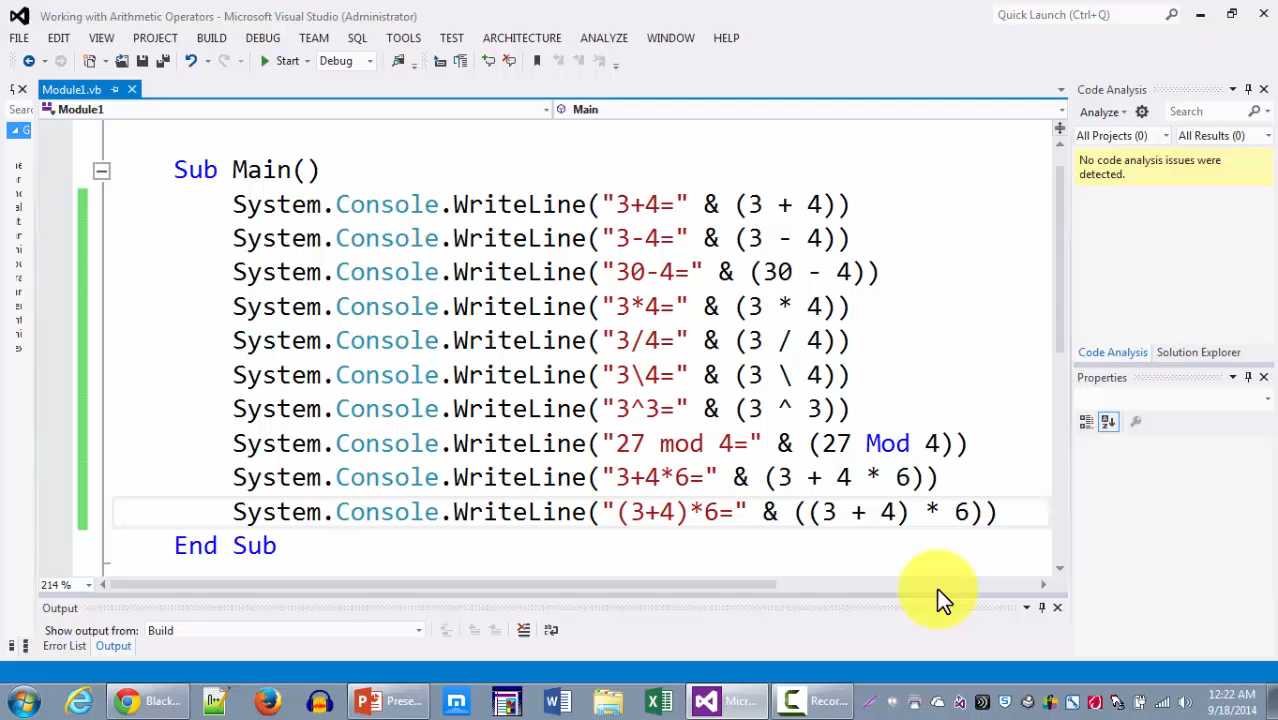 Working with Arithmetic Operators - Microsoft Visual Studio (Administrator)
Quick Launch (Ctrl+Q)
FILE EDIT VIEW PROJECT BUILD DEBUG TEAM SQL TOOLS TEST ARCHITECTURE ANALYZE WINDOW HELP
Start Debug
Module1.vb
Sear
Module1 Main
Sub Main()
System.Console.WriteLine("3+4=" & (3 + 4))
System.Console.WriteLine("3-4=" & (3 - 4))
System.Console.WriteLine("30-4=" & (30 - 4))
System.Console.WriteLine("3*4=" & (3 * 4))
System.Console.WriteLine("3/4=" & (3 / 4))
System.Console.WriteLine("3\4=" & (3 \ 4))
System.Console.WriteLine("3^3=" & (3 ^ 3))
System.Console.WriteLine("27 mod 4=" & (27 Mod 4))
System.Console.WriteLine("3+4*6=" & (3 + 4 * 6))
System.Console.WriteLine("(3+4)*6=" & ((3 + 4) * 6))
End Sub
214 %
Output
Show output from: Build
Error List Output
Code Analysis
Analyze Search
All Projects (0) All Results (0)
No code analysis issues were
detected.
Code Analysis Solution Explorer
Properties
Black... Prese... Micr... Recor...
12:22 AM
9/18/2014